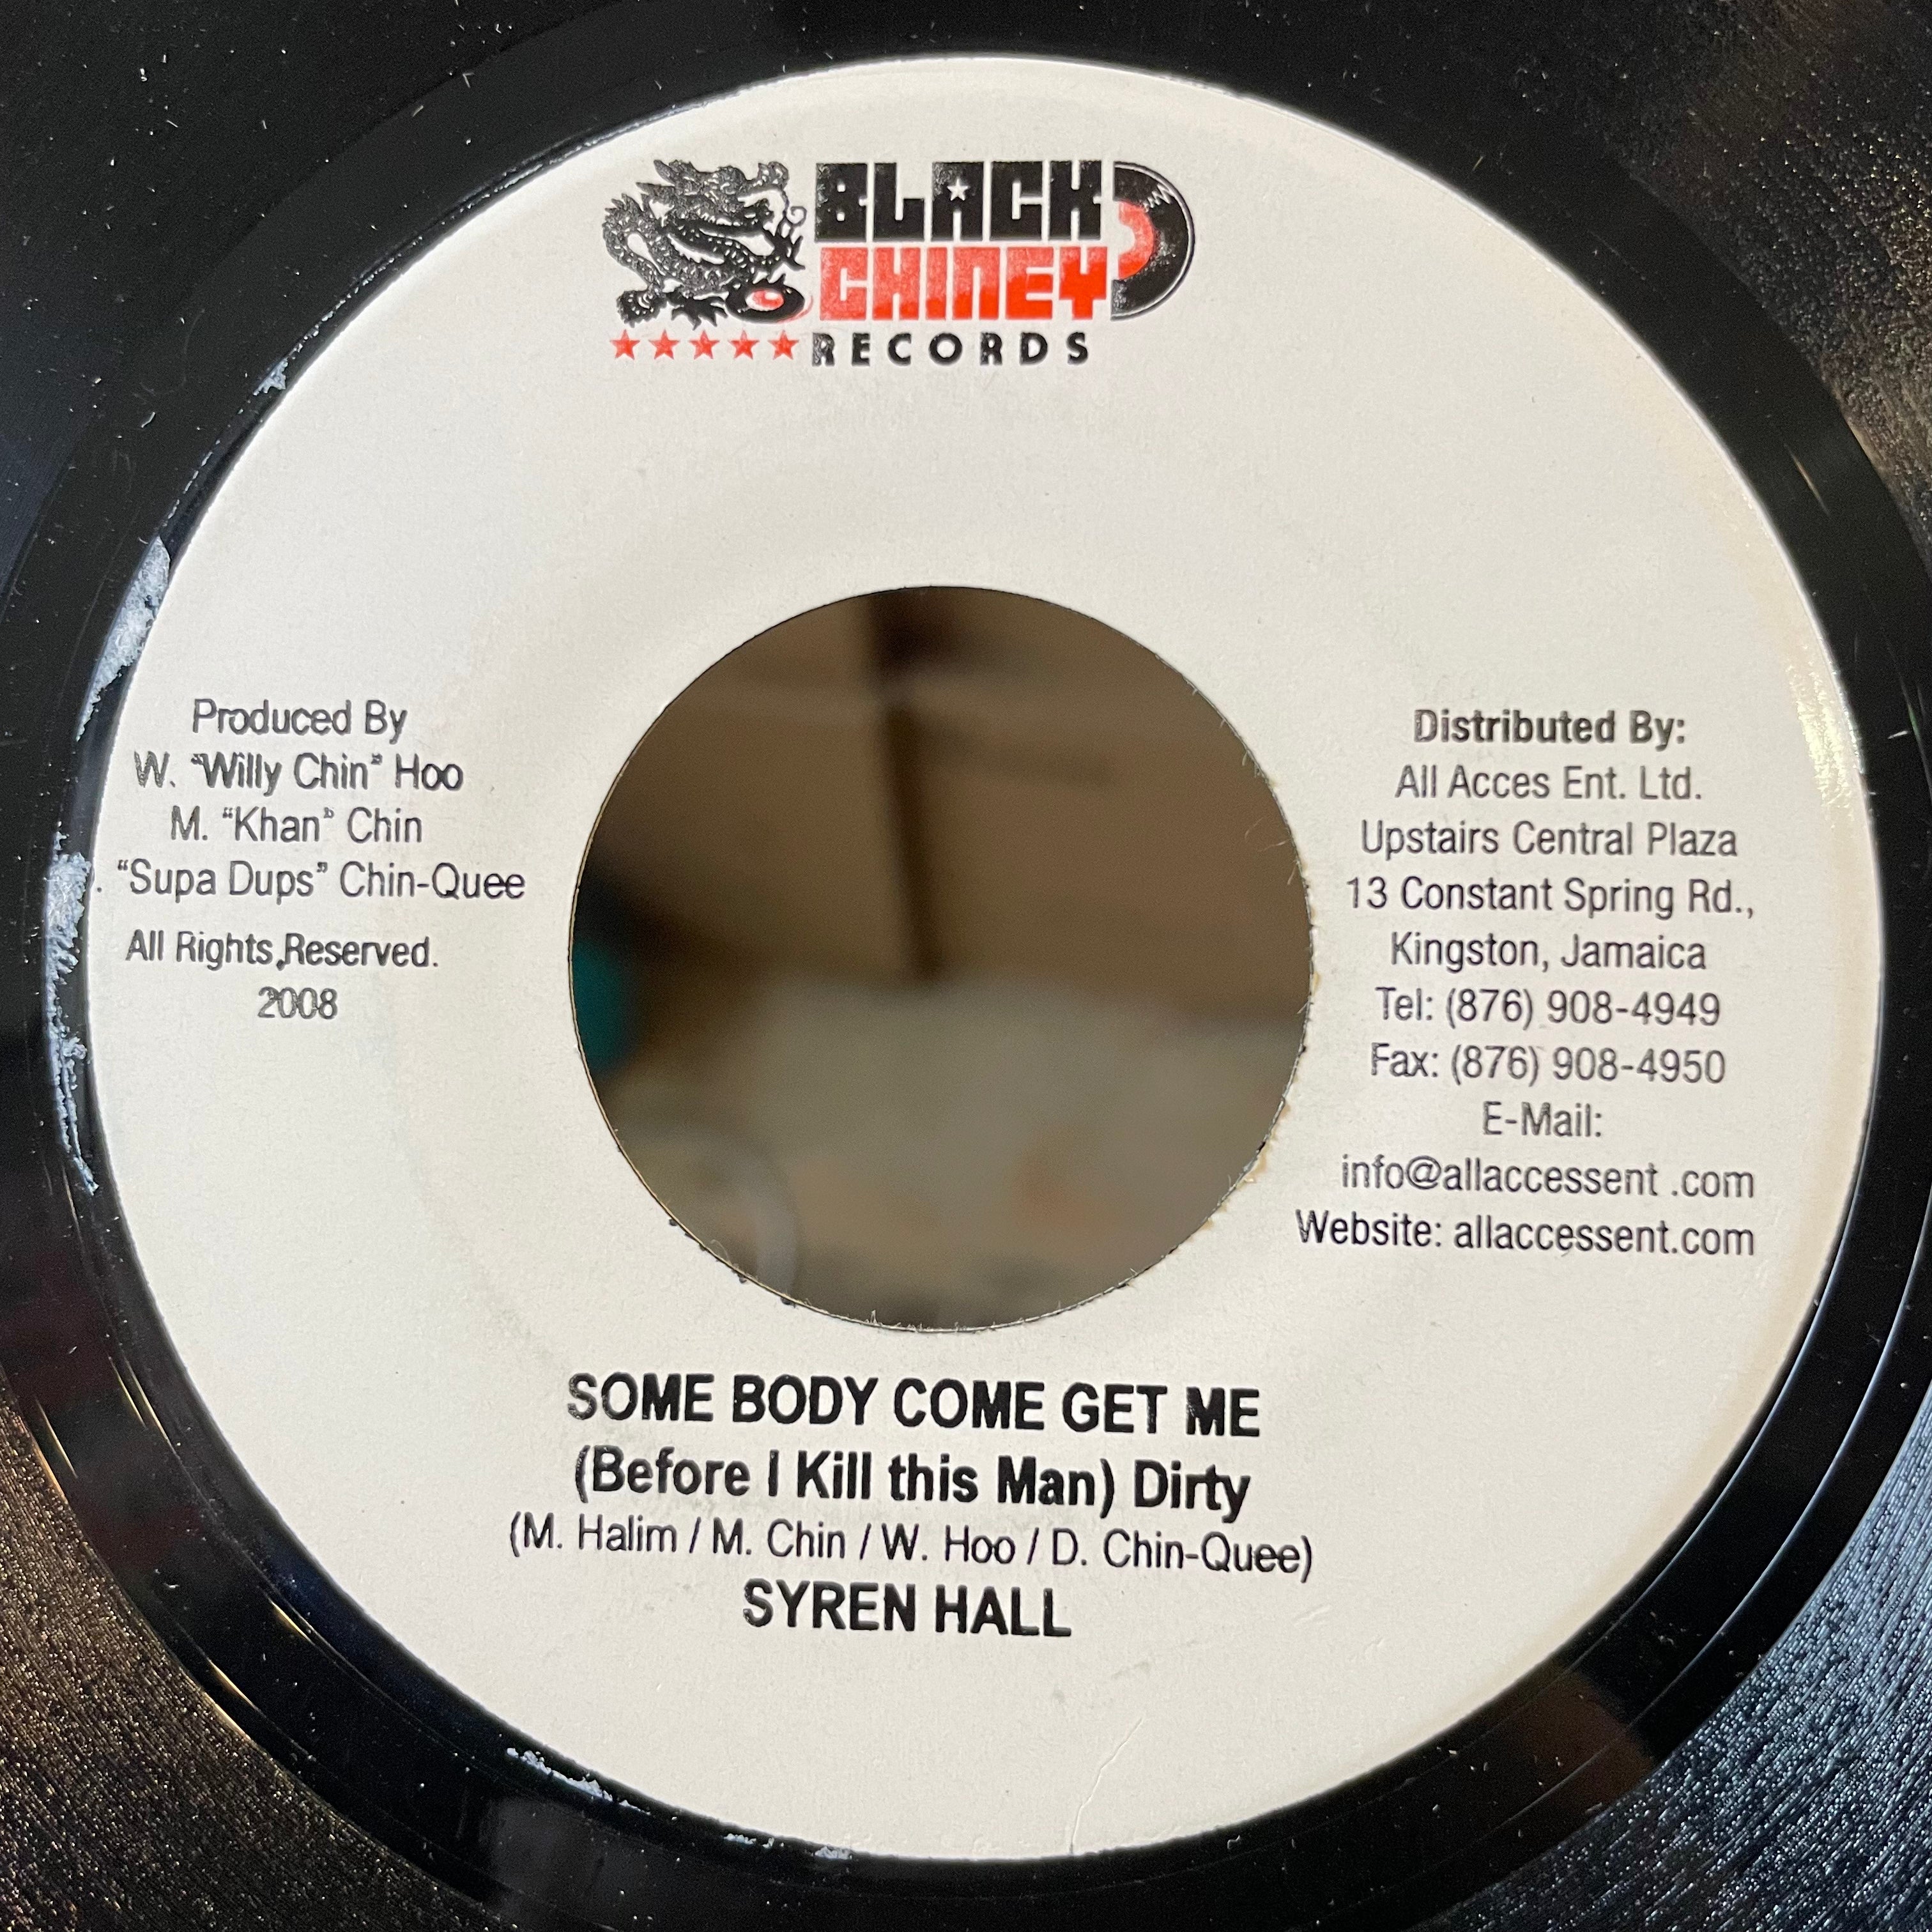 BLACK
CHINEY
RECORDS
Produced By
W. "Willy Chin" Hoo
M. "Khan" Chin
. "Supa Dups" Chin-Quee
All Rights,Reserved.
2008
Distributed By:
All Acces Ent. Ltd.
Upstairs Central Plaza
13 Constant Spring Rd.,
Kingston, Jamaica
Tel: (876) 908-4949
Fax: (876) 908-4950
E-Mail:
info@allaccessent .com
Website: allaccessent.com
SOME BODY COME GET ME
(Before I Kill this Man) Dirty
(M. Halim / M. Chin / W. Hoo / D. Chin-Quee)
SYREN HALL